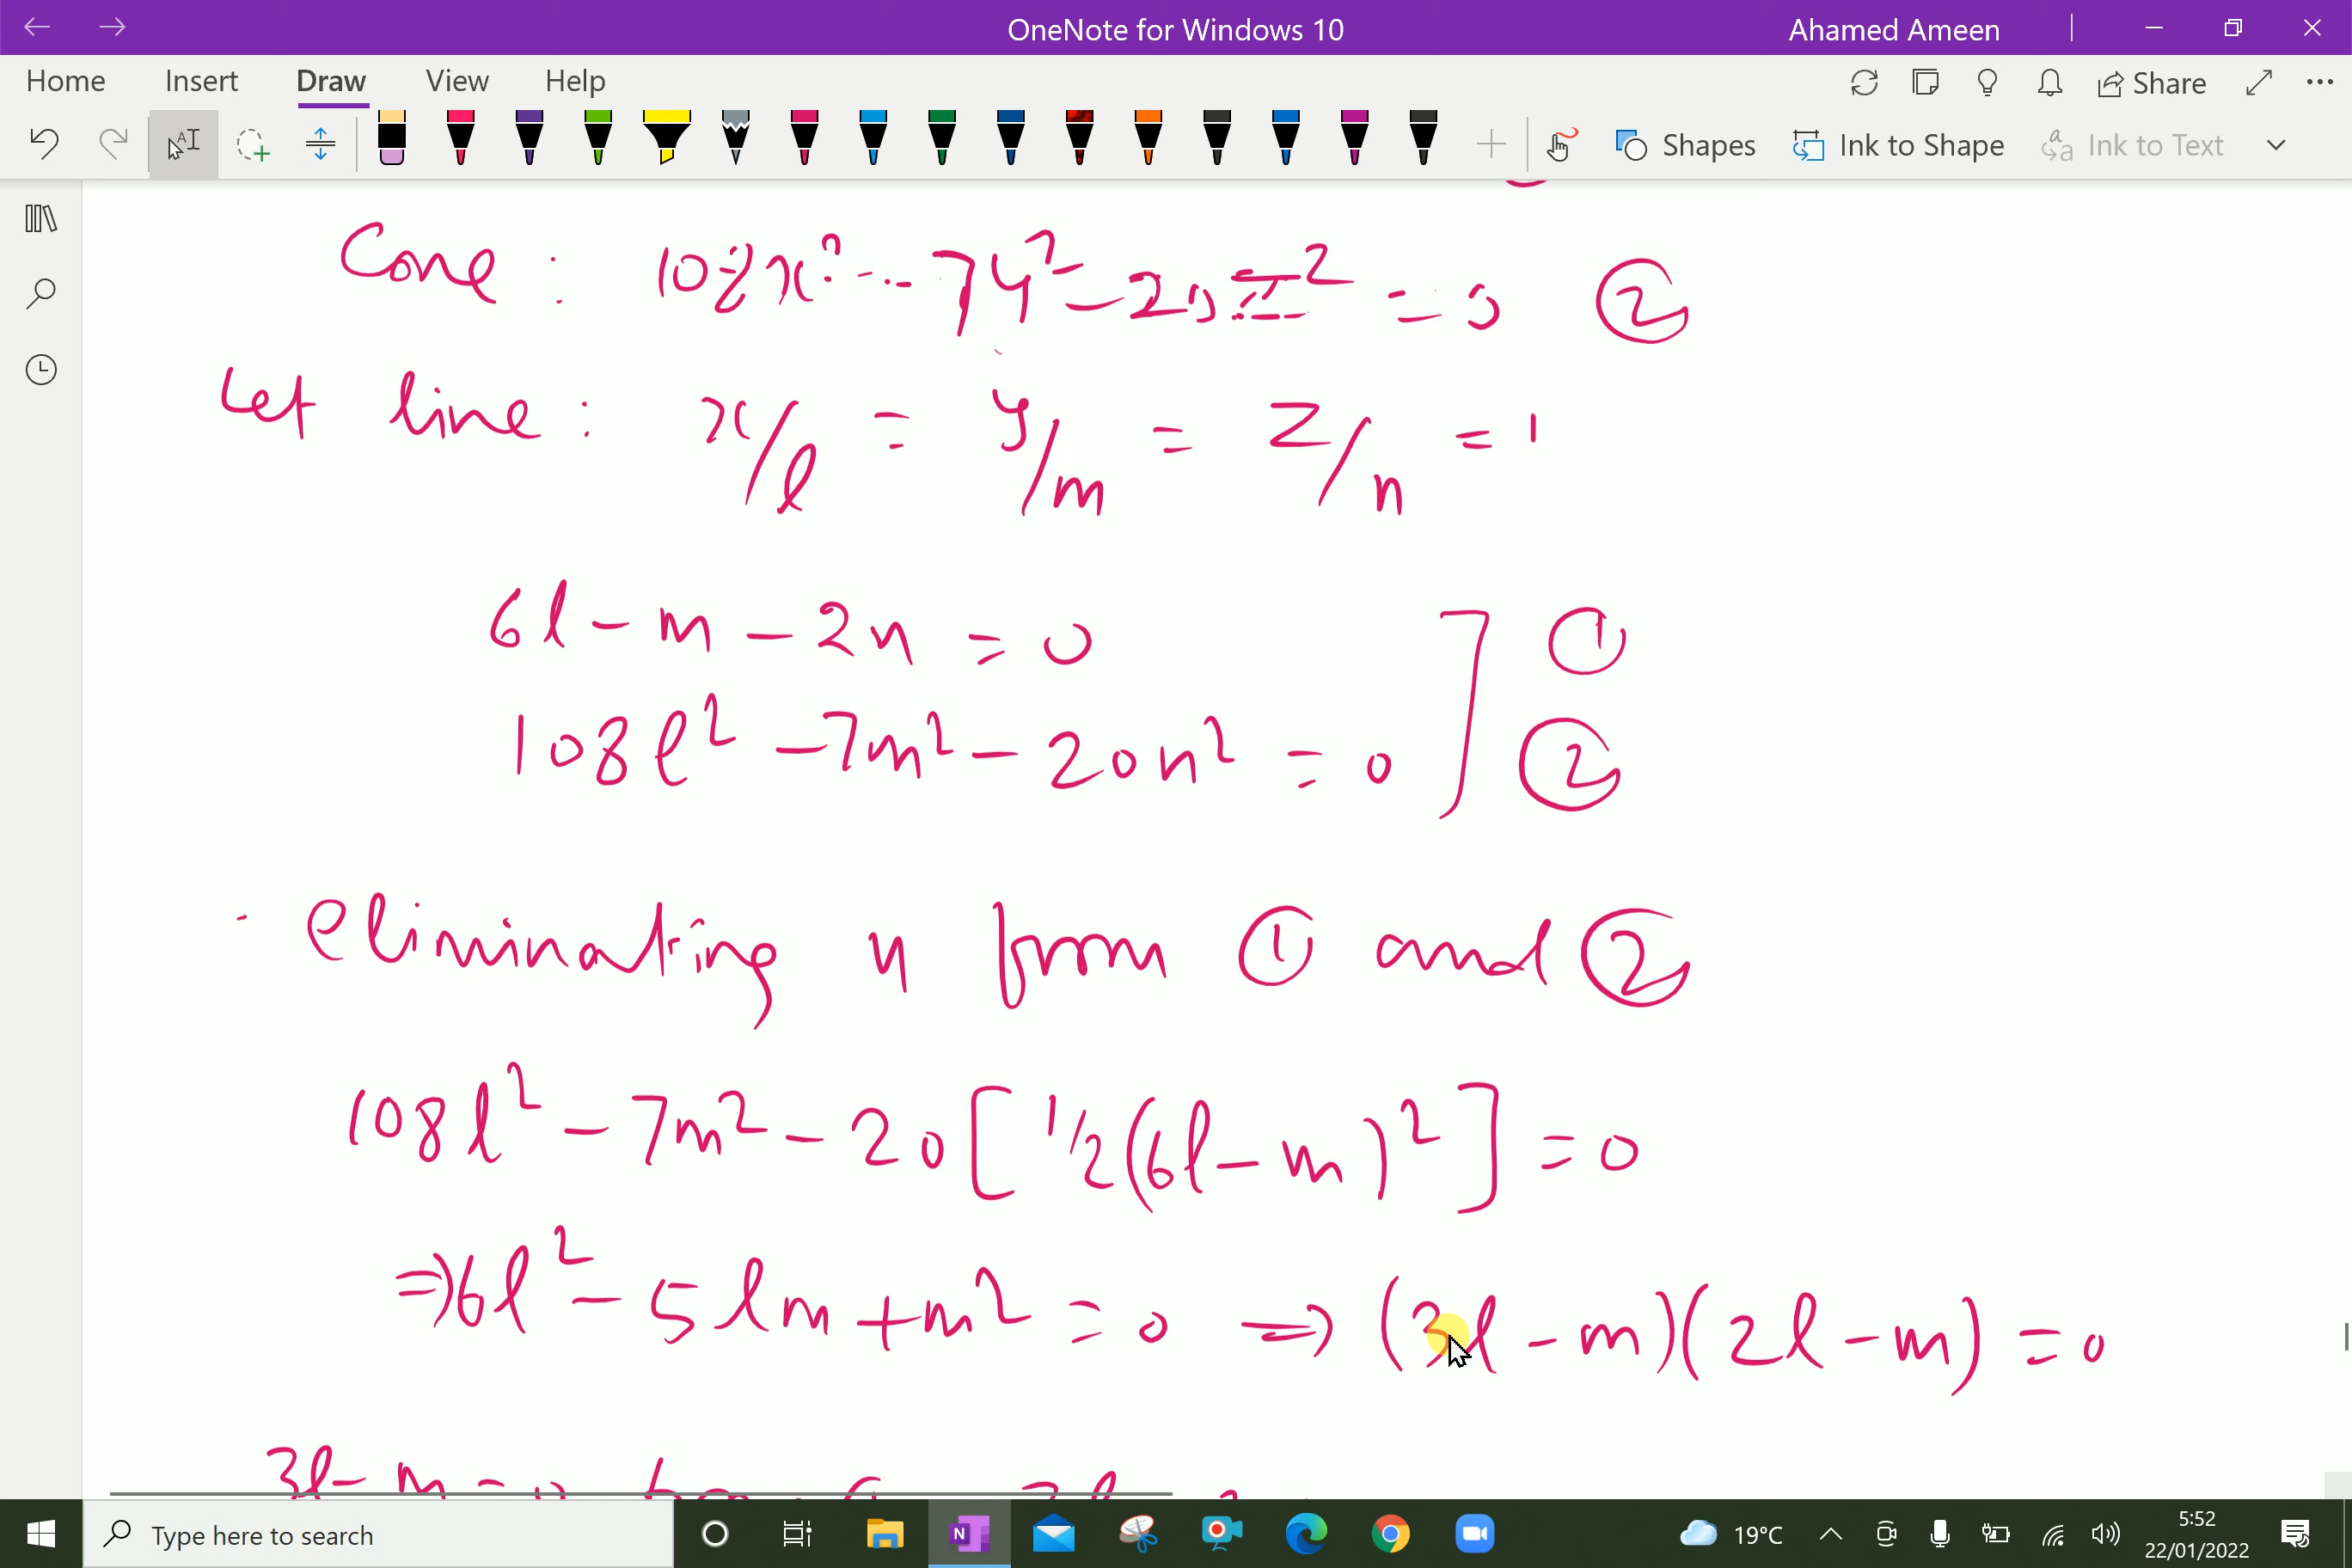 OneNote for Windows 10
Ahamed Ameen
Home Insert Draw View Help
Share
Shapes Ink to Shape Ink to Text
Cone : 108x² - 7y² - 20z² = 0 ②
Let line : x/l = y/m = z/n = 1
6l - m - 2n = 0 ] ①
108l² - 7m² - 20n² = 0 ] ②
eliminating n from ① and ②
108l² - 7m² - 20[½(6l - m)²] = 0
⇒ 6l² - 5lm + m² = 0 ⇒ (3l - m)(2l - m) = 0
3l - m = 0
Type here to search
19°C
5:52
22/01/2022